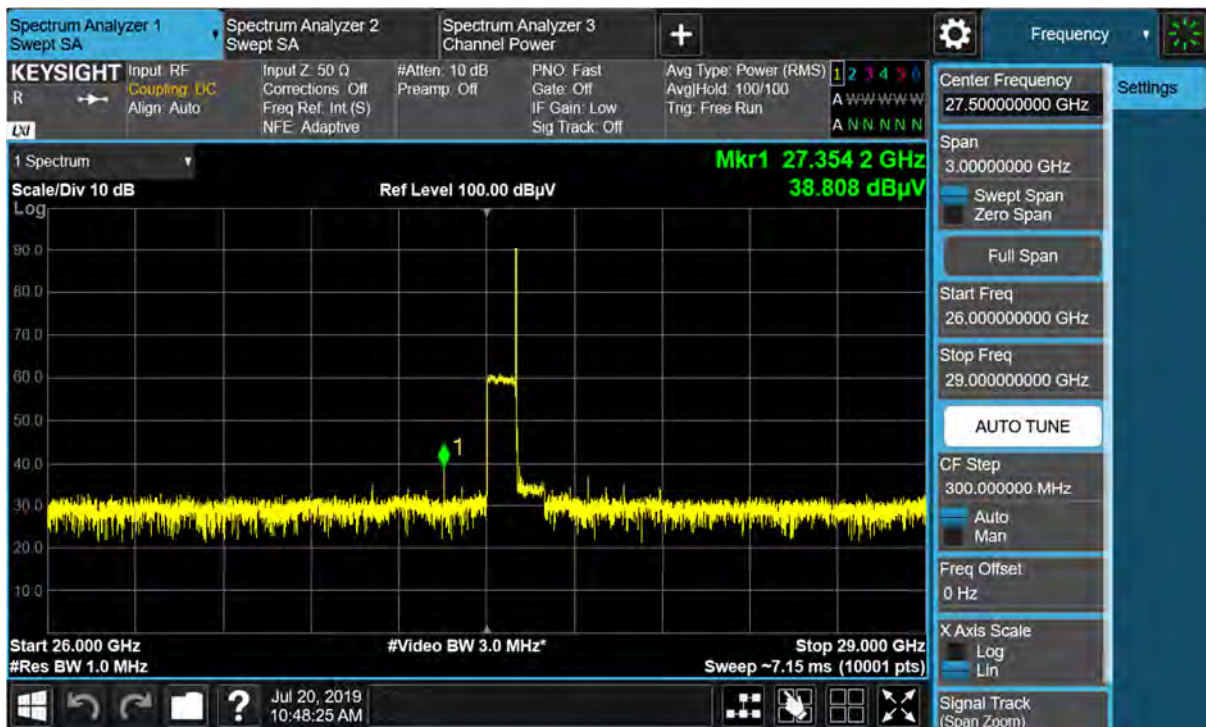 Spectrum Analyzer 1
Swept SA
Spectrum Analyzer 2
Swept SA
Spectrum Analyzer 3
Channel Power
+
Frequency
KEYSIGHT
R
LXI
Input: RF
Coupling: DC
Align: Auto
Input Z: 50 Ω
Corrections: Off
Freq Ref: Int (S)
NFE: Adaptive
#Atten: 10 dB
Preamp: Off
PNO: Fast
Gate: Off
IF Gain: Low
Sig Track: Off
Avg Type: Power (RMS)
Avg|Hold: 100/100
Trig: Free Run
1 2 3 4 5 6
A W W W W W
A N N N N N
1 Spectrum
Scale/Div 10 dB
Log
Ref Level 100.00 dBµV
Mkr1 27.354 2 GHz
38.808 dBµV
90.0
80.0
70.0
60.0
50.0
40.0
30.0
20.0
10.0
1
Start 26.000 GHz
#Res BW 1.0 MHz
#Video BW 3.0 MHz*
Stop 29.000 GHz
Sweep ~7.15 ms (10001 pts)
Center Frequency
27.500000000 GHz
Settings
Span
3.00000000 GHz
Swept Span
Zero Span
Full Span
Start Freq
26.000000000 GHz
Stop Freq
29.000000000 GHz
AUTO TUNE
CF Step
300.000000 MHz
Auto
Man
Freq Offset
0 Hz
X Axis Scale
Log
Lin
Signal Track
(Span Zoom)
?
Jul 20, 2019
10:48:25 AM